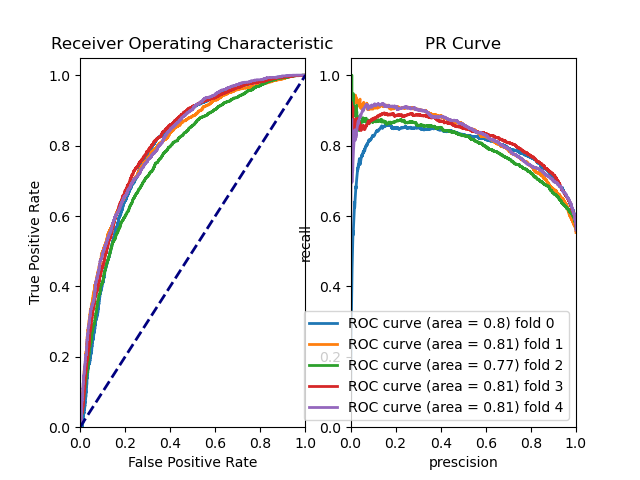 Receiver Operating Characteristic
PR Curve
1.0
0.8
0.6
0.4
0.2
0.0
True Positive Rate
0.0 0.2 0.4 0.6 0.8 1.0
False Positive Rate
1.0
0.8
0.6
0.4
0.2
0.0
recall
0.0 0.2 0.4 0.6 0.8 1.0
prescision
ROC curve (area = 0.8) fold 0
ROC curve (area = 0.81) fold 1
ROC curve (area = 0.77) fold 2
ROC curve (area = 0.81) fold 3
ROC curve (area = 0.81) fold 4